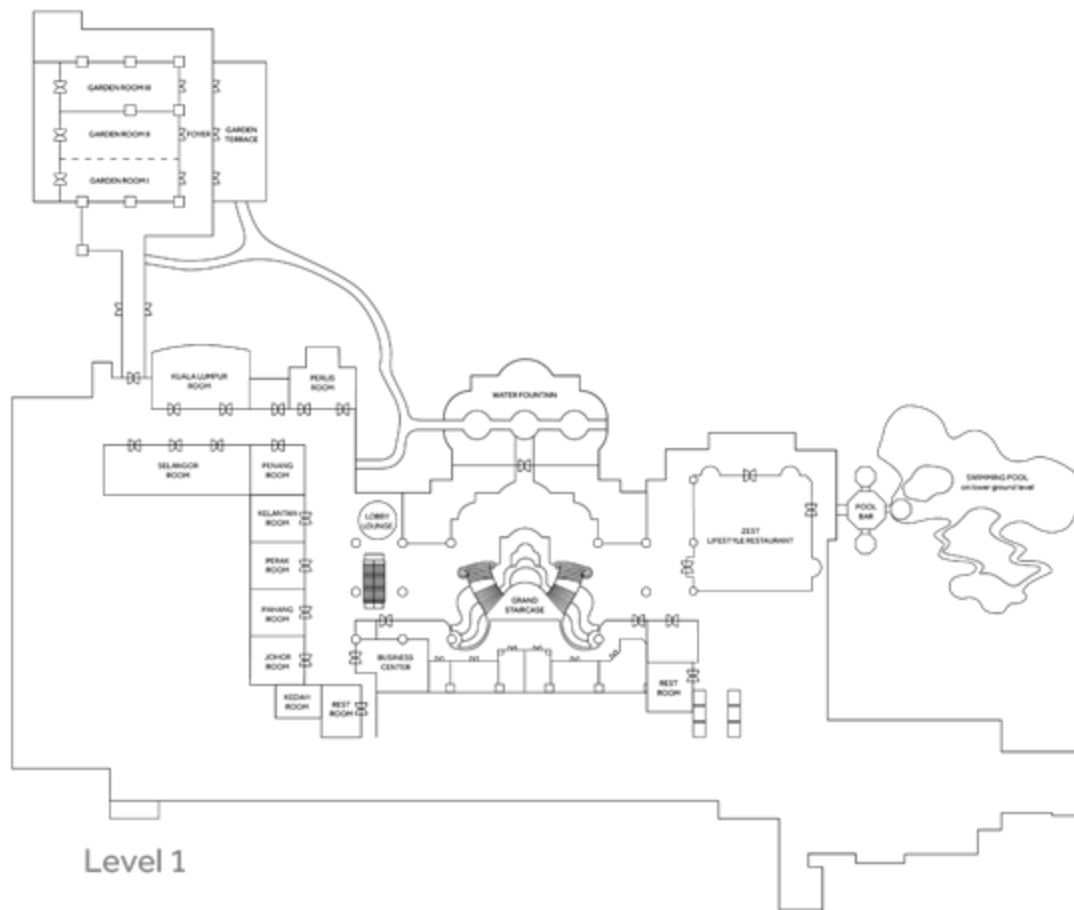 GARDEN ROOM III
GARDEN ROOM II
FOYER
GARDEN
TERRACE
GARDEN ROOM I
KUALA LUMPUR
ROOM
PERLIS
ROOM
WATER FOUNTAIN
SELANGOR
ROOM
PENANG
ROOM
SWIMMING POOL
on lower ground level
KELANTAN
ROOM
LOBBY
LOUNGE
POOL
BAR
ZEST
LIFESTYLE RESTAURANT
PERAK
ROOM
GRAND
STAIRCASE
PAHANG
ROOM
JOHOR
ROOM
BUSINESS
CENTER
KEDAH
ROOM
REST
ROOM
REST
ROOM
Level 1